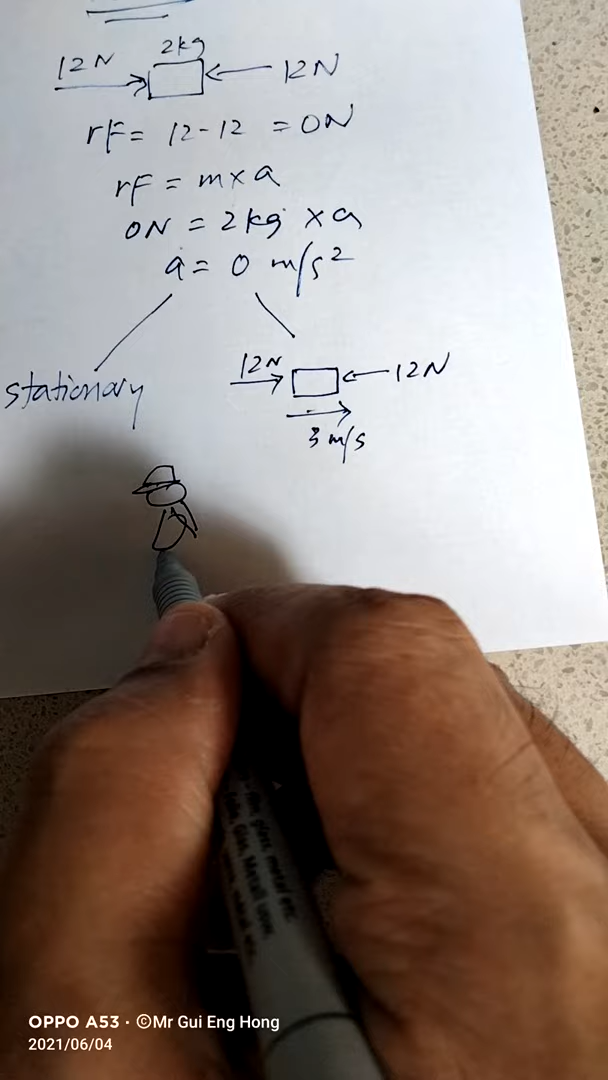 2kg
12N 12N
rF = 12-12 = 0N
rF = m x a
0N = 2kg x a
a = 0 m/s²
12N 12N
stationary
3 m/s
OPPO A53 · ©Mr Gui Eng Hong
2021/06/04